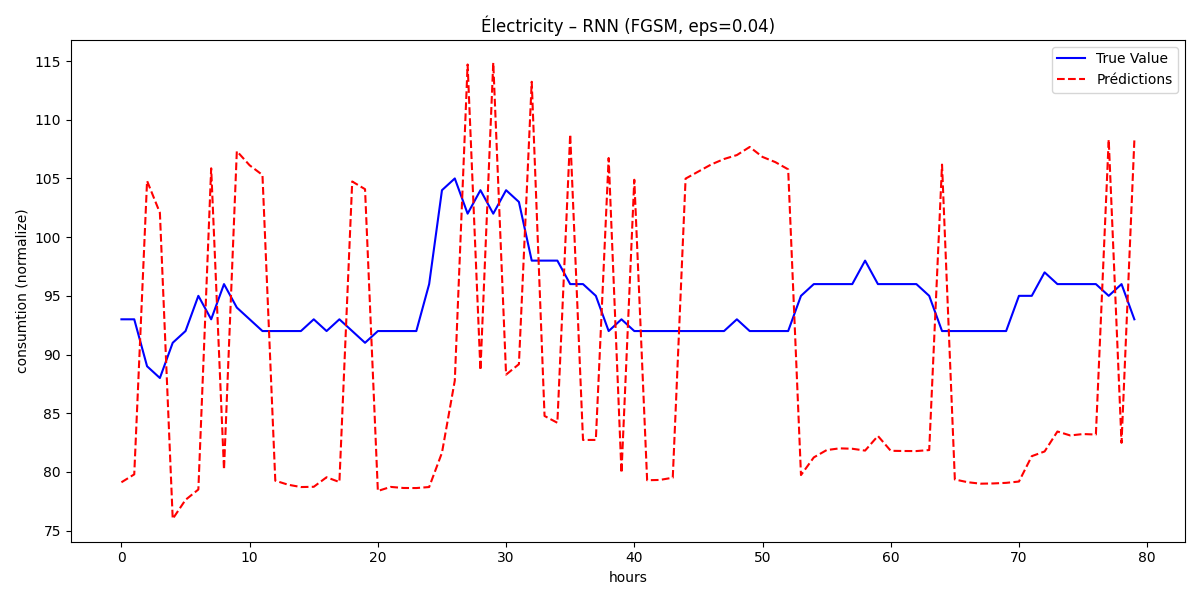 Électricity – RNN (FGSM, eps=0.04)
True Value
Prédictions
consumtion (normalize)
115
110
105
100
95
90
85
80
75
0 10 20 30 40 50 60 70 80
hours